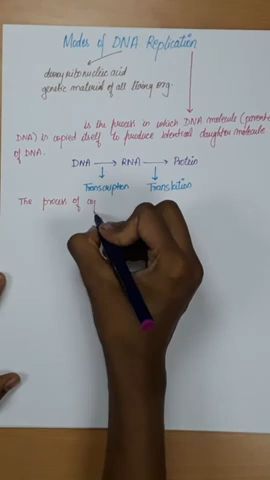 Modes of DNA Replication
deoxyribonucleic acid
genetic material of all living org.
is the process in which DNA molecule (parental
DNA) is copied itself to produce identical daughter molecule
of DNA.
DNA → RNA → Protein
Transcription Translation
The process of